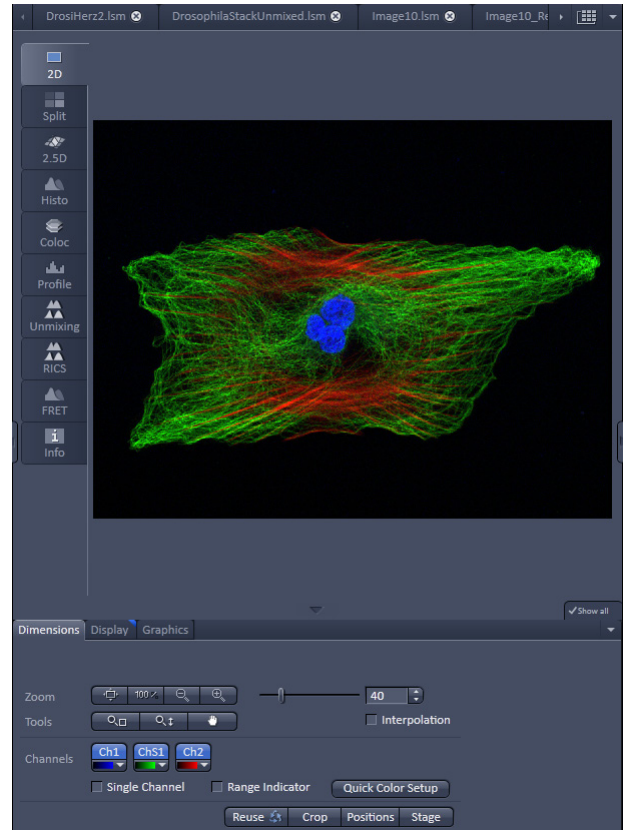 DrosiHerz2.lsm DrosophilaStackUnmixed.lsm Image10.lsm Image10_Re
2D
Split
2.5D
Histo
Coloc
Profile
Unmixing
RICS
FRET
i
Info
Show all
Dimensions Display Graphics
Zoom 100% 40
Tools Interpolation
Channels Ch1 ChS1 Ch2
Single Channel Range Indicator Quick Color Setup
Reuse Crop Positions Stage